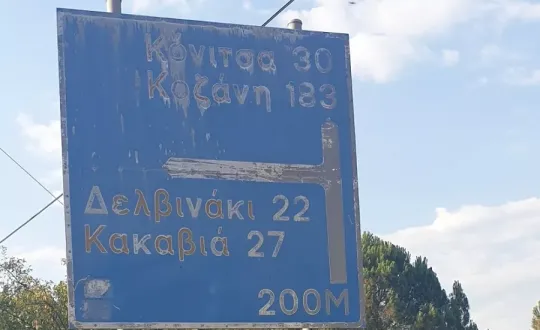 Κόνιτσα 30
Κοζάνη 183
Δελβινάκι 22
Κακαβιά 27
200Μ